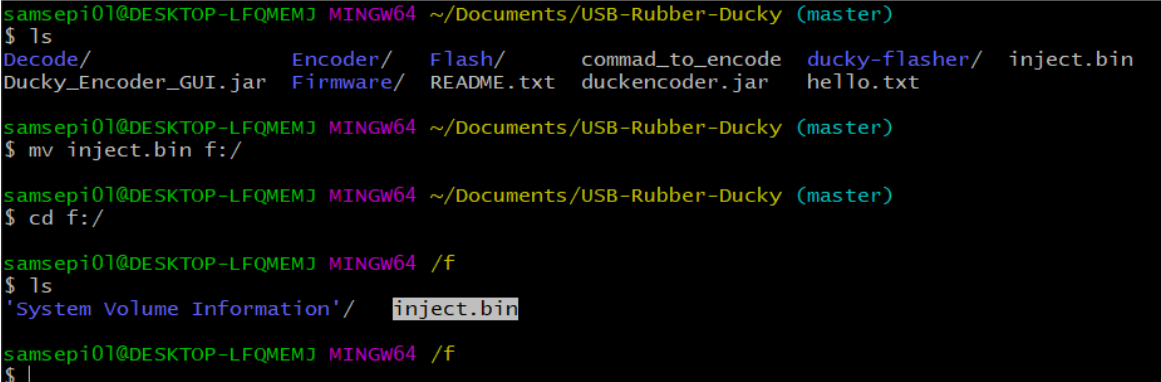 samsepi0l@DESKTOP-LFQMEMJ MINGW64 ~/Documents/USB-Rubber-Ducky (master)
$ ls
Decode/ Encoder/ Flash/ commad_to_encode ducky-flasher/ inject.bin
Ducky_Encoder_GUI.jar Firmware/ README.txt duckencoder.jar hello.txt
samsepi0l@DESKTOP-LFQMEMJ MINGW64 ~/Documents/USB-Rubber-Ducky (master)
$ mv inject.bin f:/
samsepi0l@DESKTOP-LFQMEMJ MINGW64 ~/Documents/USB-Rubber-Ducky (master)
$ cd f:/
samsepi0l@DESKTOP-LFQMEMJ MINGW64 /f
$ ls
'System Volume Information'/ inject.bin
samsepi0l@DESKTOP-LFQMEMJ MINGW64 /f
$